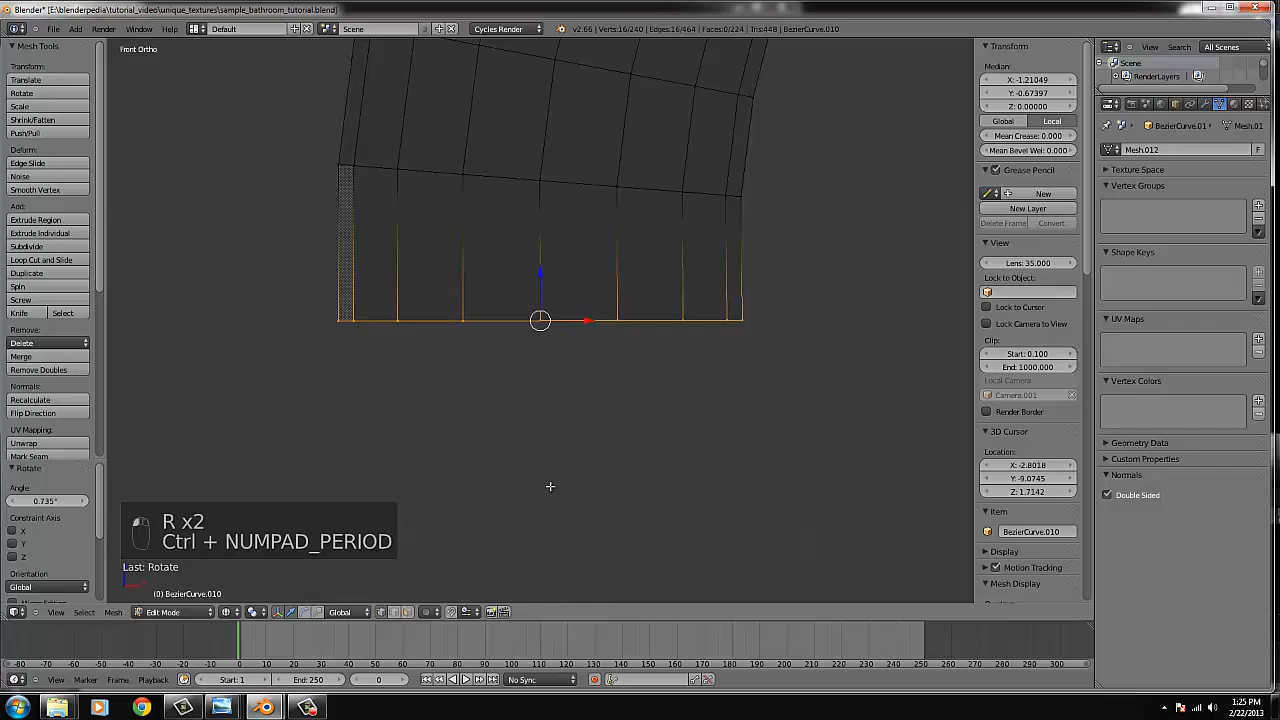 Blender* [E:\blenderpedia\tutorial_video\unique_textures\sample_bathroom_tutorial.blend]
File Add Render Window Help Default Scene 3 Cycles Render v2.66 | Verts:16/240 | Edges:16/464 | Faces:0/224 | Tris:448 | BezierCurve.010
Mesh Tools
Transform:
Translate
Rotate
Scale
Shrink/Fatten
Push/Pull
Deform:
Edge Slide
Noise
Smooth Vertex
Add:
Extrude Region
Extrude Individual
Subdivide
Loop Cut and Slide
Duplicate
Spin
Screw
Knife Select
Remove:
Delete
Merge
Remove Doubles
Normals:
Recalculate
Flip Direction
UV Mapping:
Unwrap
Mark Seam
Rotate
Angle
0.735°
Constraint Axis
X
Y
Z
Orientation
Global
Front Ortho
R x2
Ctrl + NUMPAD_PERIOD
Last: Rotate
(0) BezierCurve.010
View Select Mesh Edit Mode Global
Transform
Median:
X: -1.21049
Y: -0.67397
Z: 0.00000
Global Local
Mean Crease: 0.000
Mean Bevel Wei: 0.000
Grease Pencil
New
New Layer
Delete Frame Convert
View
Lens: 35.000
Lock to Object:
Lock to Cursor
Lock Camera to View
Clip:
Start: 0.100
End: 1000.000
Local Camera:
Camera.001
Render Border
3D Cursor
Location:
X: -2.8018
Y: -9.0745
Z: 1.7142
Item
BezierCurve.010
Display
Motion Tracking
Mesh Display
View Search All Scenes
Scene
RenderLayers
BezierCurve.01 Mesh.01
Mesh.012 F
Texture Space
Vertex Groups
Shape Keys
UV Maps
Vertex Colors
Geometry Data
Custom Properties
Normals
Double Sided
-80 -70 -60 -50 -40 -30 -20 -10 0 10 20 30 40 50 60 70 80 90 100 110 120 130 140 150 160 170 180 190 200 210 220 230 240 250 260 270 280 290 300
View Marker Frame Playback Start: 1 End: 250 0 No Sync
1:25 PM
2/22/2013